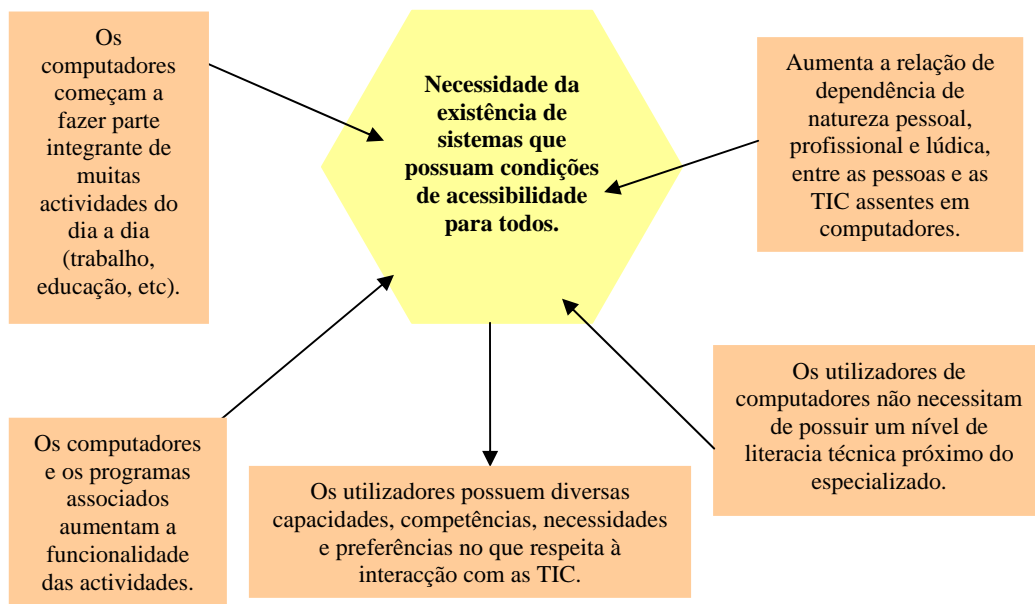 Os
computadores
começam a
fazer parte
integrante de
muitas
actividades do
dia a dia
(trabalho,
educação, etc).
Necessidade da
existência de
sistemas que
possuam condições
de acessibilidade
para todos.
Aumenta a relação de
dependência de
natureza pessoal,
profissional e lúdica,
entre as pessoas e as
TIC assentes em
computadores.
Os computadores
e os programas
associados
aumentam a
funcionalidade
das actividades.
Os utilizadores possuem diversas
capacidades, competências, necessidades
e preferências no que respeita à
interacção com as TIC.
Os utilizadores de
computadores não necessitam
de possuir um nível de
literacia técnica próximo do
especializado.